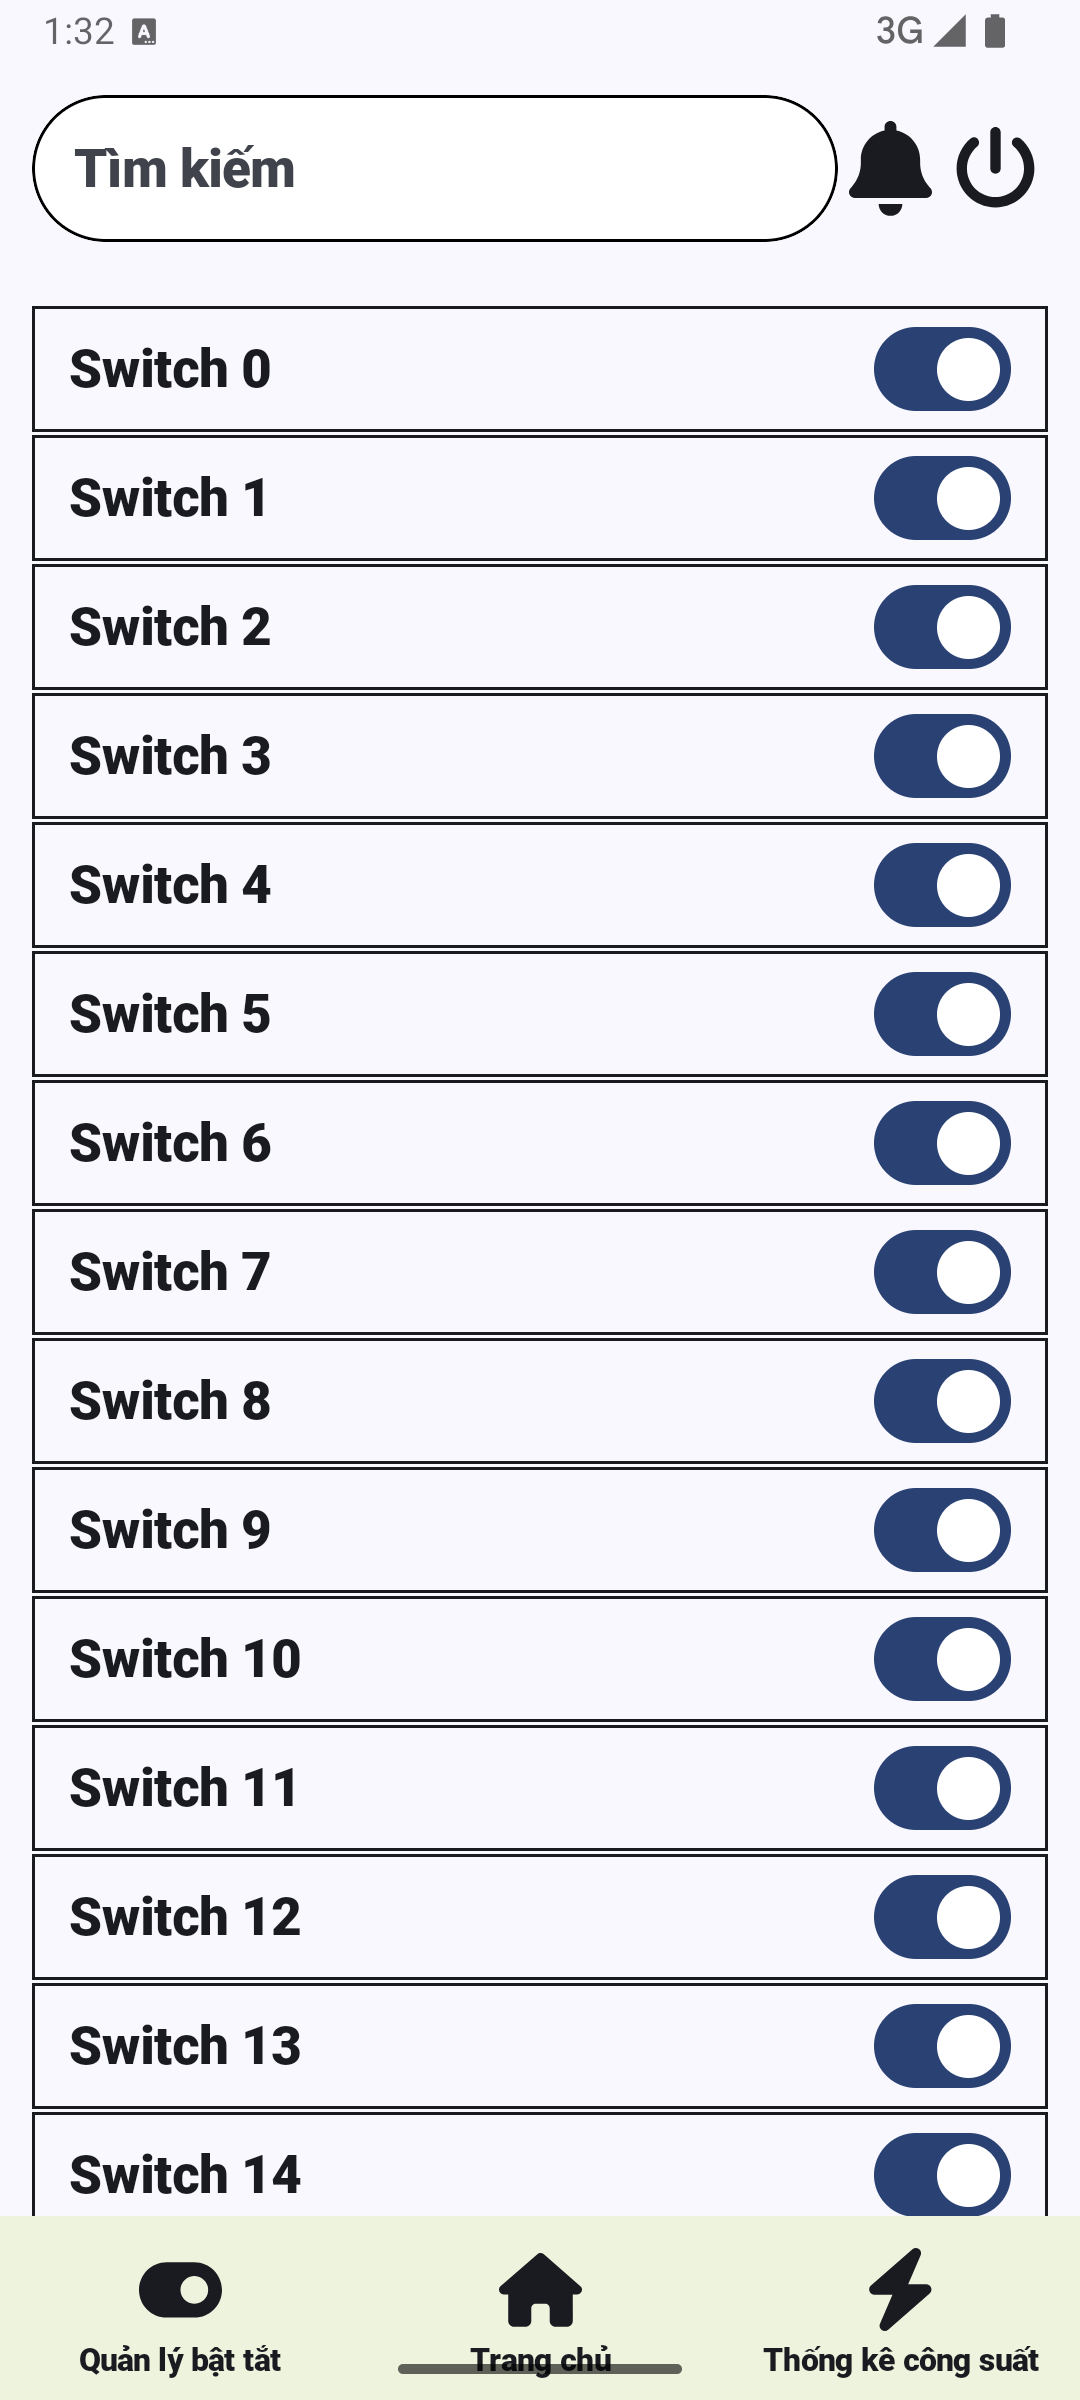 1:32
3G
Tìm kiếm
Switch 0
Switch 1
Switch 2
Switch 3
Switch 4
Switch 5
Switch 6
Switch 7
Switch 8
Switch 9
Switch 10
Switch 11
Switch 12
Switch 13
Switch 14
Quản lý bật tắt
Trang chủ
Thống kê công suất